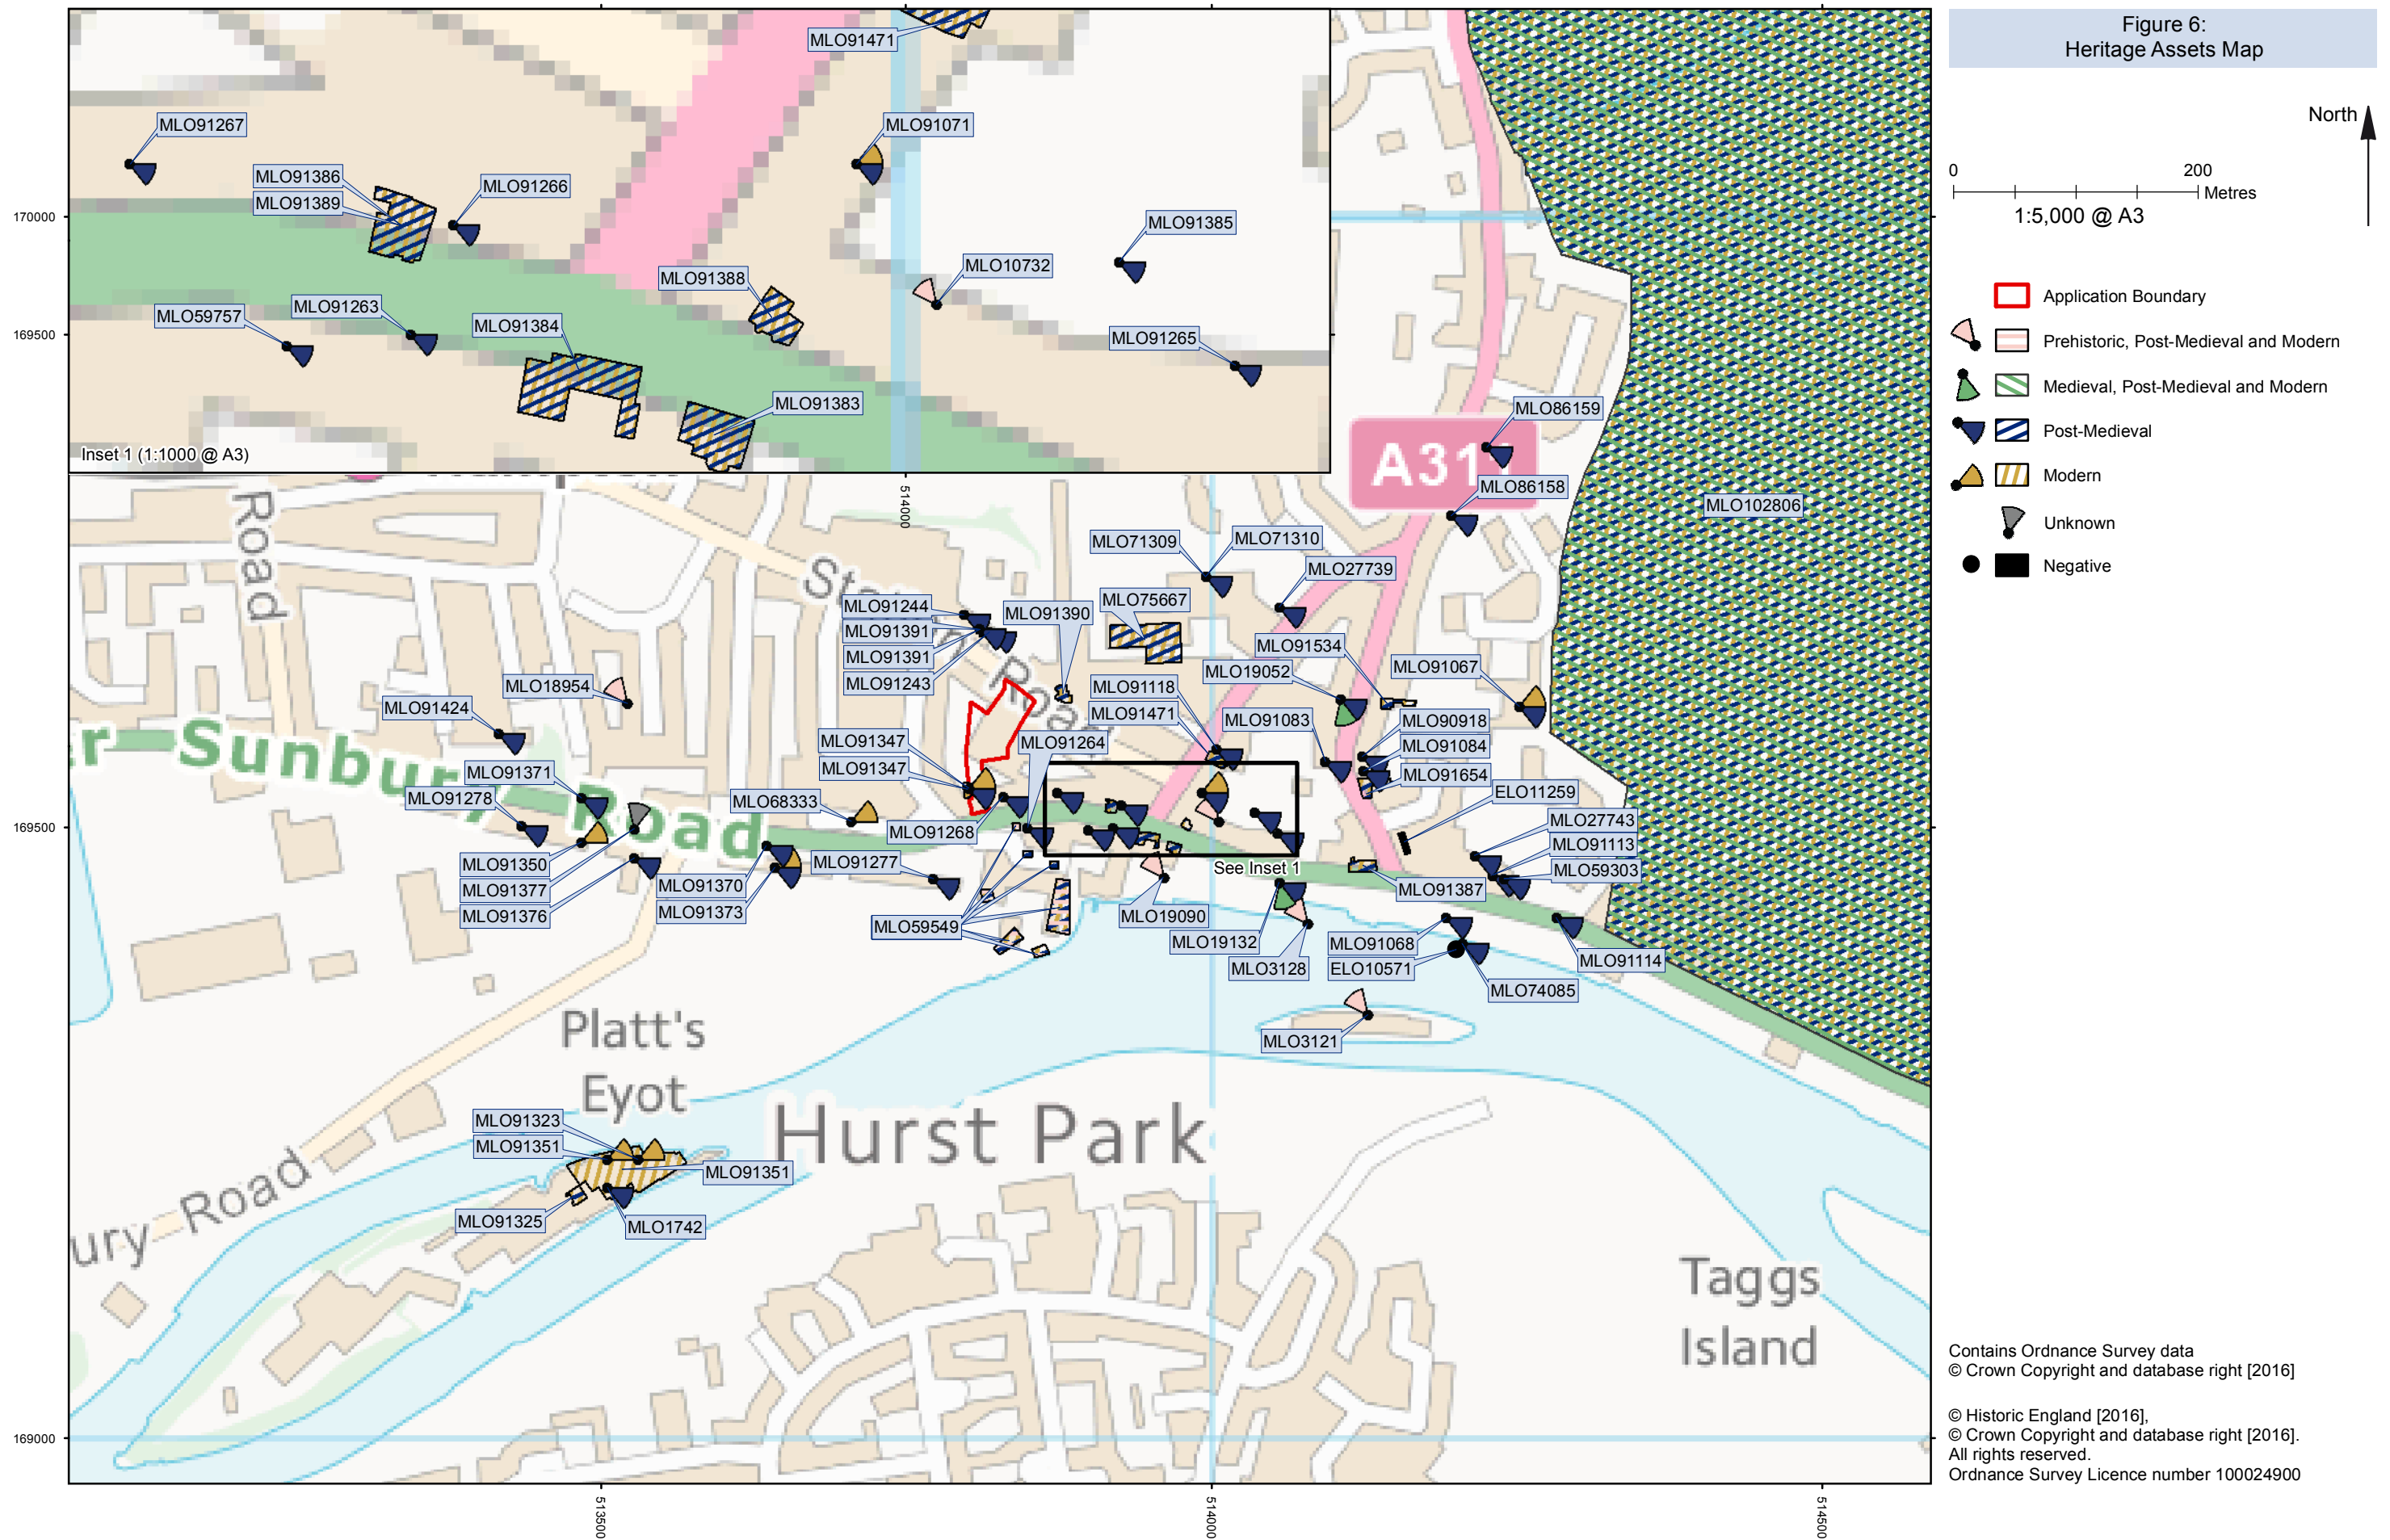 Figure 6:
Heritage Assets Map
North
0 200
Metres
1:5,000 @ A3
Application Boundary
Prehistoric, Post-Medieval and Modern
Medieval, Post-Medieval and Modern
Post-Medieval
Modern
Unknown
Negative
MLO91471
MLO91267
MLO91071
MLO91386
MLO91389
MLO91266
MLO91385
MLO10732
MLO91388
MLO91263
MLO59757
MLO91384
MLO91265
MLO91383
Inset 1 (1:1000 @ A3)
514000
170000
169500
A31
MLO86159
MLO86158
MLO102806
Road
MLO71309
MLO71310
MLO27739
MLO75667
MLO91390
MLO91244
MLO91391
MLO91391
MLO91243
MLO91534
MLO19052
MLO91067
MLO18954
MLO91424
MLO91118
MLO91471
MLO91083
MLO90918
MLO91084
MLO91654
MLO91347
MLO91347
MLO91264
ELO11259
r Sunbury Road
MLO91371
MLO91278
MLO68333
MLO91268
MLO27743
MLO91113
MLO59303
MLO91350
MLO91377
MLO91376
MLO91370
MLO91373
MLO91277
See Inset 1
MLO91387
MLO59549
MLO19090
MLO19132
MLO3128
MLO91068
ELO10571
MLO74085
MLO91114
MLO3121
169500
Platt's
Eyot
Hurst Park
MLO91323
MLO91351
MLO91351
MLO91325
MLO1742
ury Road
Taggs
Island
169000
513500
514000
514500
Contains Ordnance Survey data
© Crown Copyright and database right [2016]
© Historic England [2016],
© Crown Copyright and database right [2016].
All rights reserved.
Ordnance Survey Licence number 100024900